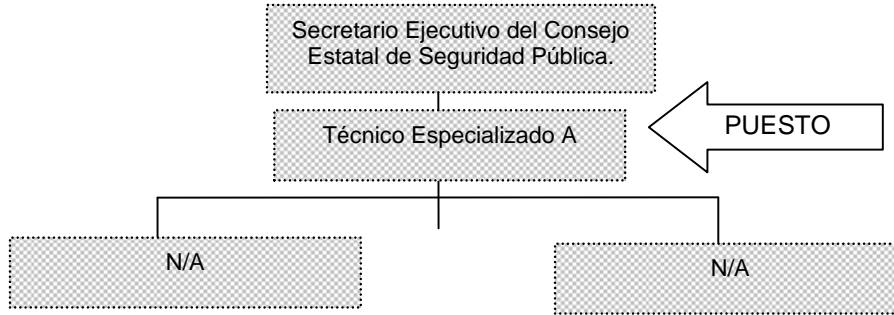 Secretario Ejecutivo del Consejo
Estatal de Seguridad Pública.
Técnico Especializado A
PUESTO
N/A
N/A